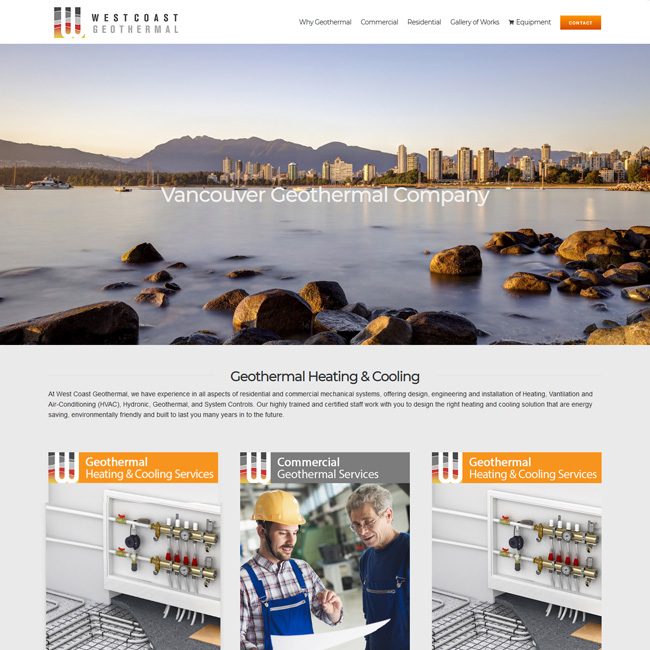 WEST COAST
GEOTHERMAL
Why Geothermal Commercial Residential Gallery of Works Equipment CONTACT
Vancouver Geothermal Company
Geothermal Heating & Cooling
At West Coast Geothermal, we have experience in all aspects of residential and commercial mechanical systems, offering design, engineering and installation of Heating, Vantilation and
Air-Conditioning (HVAC), Hydronic, Geothermal, and System Controls. Our highly trained and certified staff work with you to design the right heating and cooling solution that are energy
saving, environmentally friendly and built to last you many years in to the future.
Geothermal
Heating & Cooling Services
Commercial
Geothermal Services
Geothermal
Heating & Cooling Services